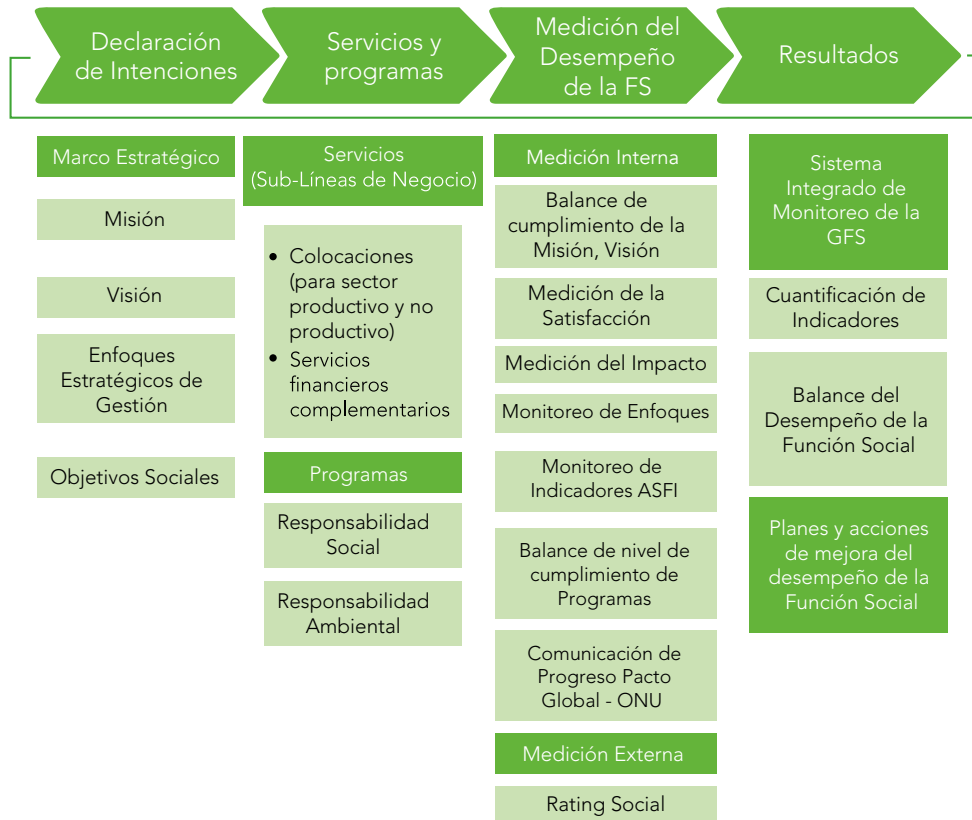 Declaración
de Intenciones
Servicios y
programas
Medición del
Desempeño
de la FS
Resultados
Marco Estratégico
Misión
Visión
Enfoques
Estratégicos de
Gestión
Objetivos Sociales
Servicios
(Sub-Líneas de Negocio)
• Colocaciones
(para sector
productivo y no
productivo)
• Servicios
financieros
complementarios
Programas
Responsabilidad
Social
Responsabilidad
Ambiental
Medición Interna
Balance de
cumplimiento de la
Misión, Visión
Medición de la
Satisfacción
Medición del Impacto
Monitoreo de Enfoques
Monitoreo de
Indicadores ASFI
Balance de nivel de
cumplimiento de
Programas
Comunicación de
Progreso Pacto
Global - ONU
Medición Externa
Rating Social
Sistema
Integrado de
Monitoreo de la
GFS
Cuantificación de
Indicadores
Balance del
Desempeño de la
Función Social
Planes y acciones
de mejora del
desempeño de la
Función Social